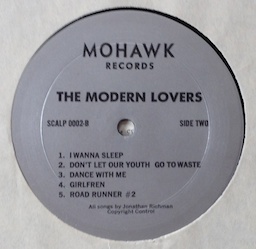 MOHAWK
RECORDS
THE MODERN LOVERS
SCALP 0002-B SIDE TWO
1. I WANNA SLEEP
2. DON'T LET OUR YOUTH GO TO WASTE
3. DANCE WITH ME
4. GIRLFREN
5. ROAD RUNNER #2
All songs by Jonathan Richman
Copyright Control